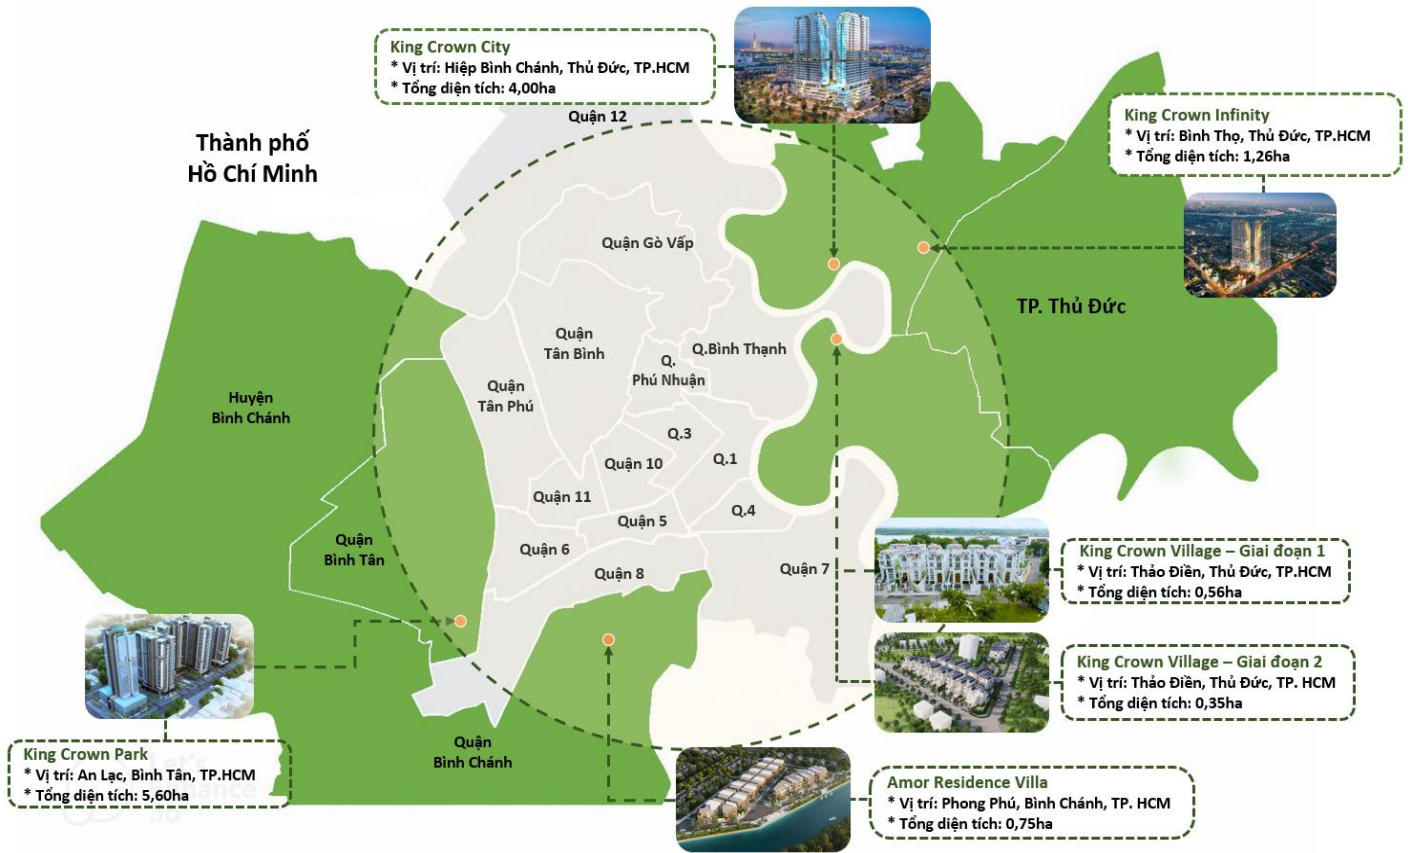 King Crown City
* Vị trí: Hiệp Bình Chánh, Thủ Đức, TP.HCM
* Tổng diện tích: 4,00ha
Quận 12
King Crown Infinity
* Vị trí: Bình Thọ, Thủ Đức, TP.HCM
* Tổng diện tích: 1,26ha
Thành phố
Hồ Chí Minh
Quận Gò Vấp
TP. Thủ Đức
Quận
Tân Bình
Q.Bình Thạnh
Q.
Phú Nhuận
Quận
Tân Phú
Huyện
Bình Chánh
Q.3
Q.1
Quận 10
Quận 11
Q.4
Quận 5
Quận
Bình Tân
Quận 6
Quận 8
Quận 7
King Crown Village – Giai đoạn 1
* Vị trí: Thảo Điền, Thủ Đức, TP.HCM
* Tổng diện tích: 0,56ha
King Crown Village – Giai đoạn 2
* Vị trí: Thảo Điền, Thủ Đức, TP. HCM
* Tổng diện tích: 0,35ha
King Crown Park
* Vị trí: An Lạc, Bình Tân, TP.HCM
* Tổng diện tích: 5,60ha
Quận
Bình Chánh
Amor Residence Villa
* Vị trí: Phong Phú, Bình Chánh, TP. HCM
* Tổng diện tích: 0,75ha